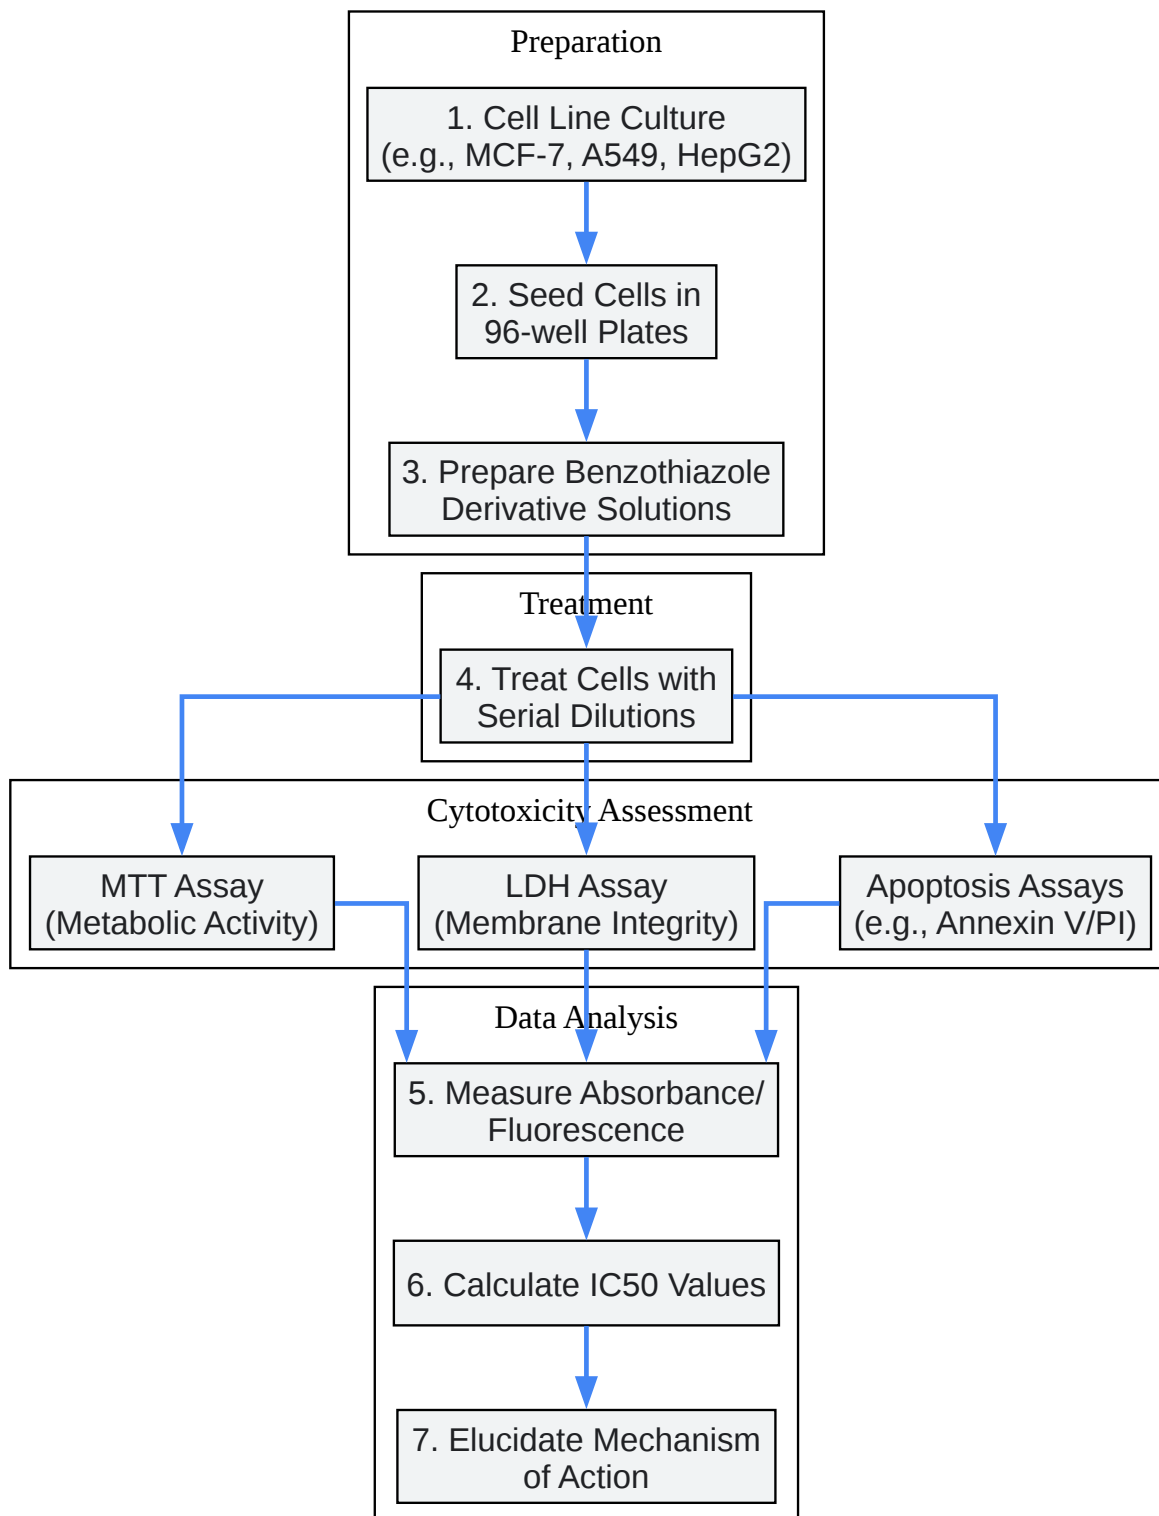 Preparation
1. Cell Line Culture
(e.g., MCF-7, A549, HepG2)
2. Seed Cells in
96-well Plates
3. Prepare Benzothiazole
Derivative Solutions
Treatment
4. Treat Cells with
Serial Dilutions
Cytotoxicity Assessment
MTT Assay
(Metabolic Activity)
LDH Assay
(Membrane Integrity)
Apoptosis Assays
(e.g., Annexin V/PI)
Data Analysis
5. Measure Absorbance/
Fluorescence
6. Calculate IC50 Values
7. Elucidate Mechanism
of Action